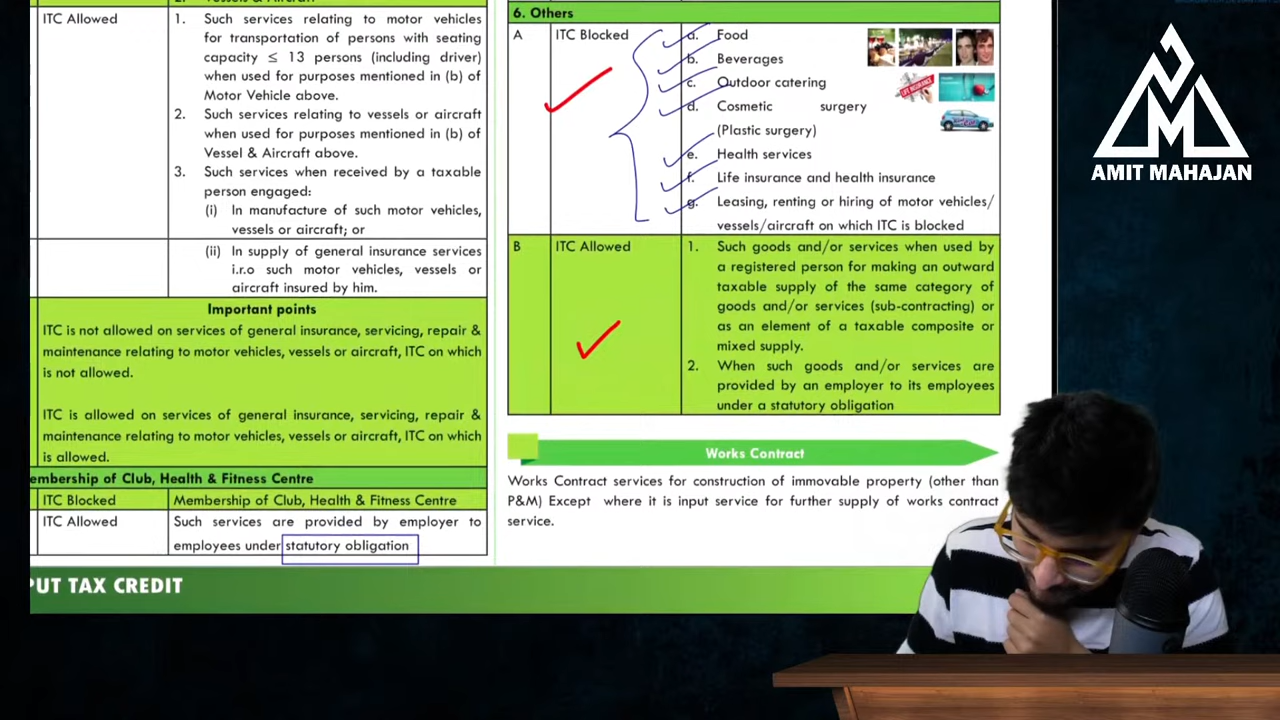 2. Vessels & Aircraft
ITC Allowed
1. Such services relating to motor vehicles
for transportation of persons with seating
capacity ≤ 13 persons (including driver)
when used for purposes mentioned in (b) of
Motor Vehicle above.
2. Such services relating to vessels or aircraft
when used for purposes mentioned in (b) of
Vessel & Aircraft above.
3. Such services when received by a taxable
person engaged:
(i) In manufacture of such motor vehicles,
vessels or aircraft; or
(ii) In supply of general insurance services
i.r.o such motor vehicles, vessels or
aircraft insured by him.
Important points
ITC is not allowed on services of general insurance, servicing, repair &
maintenance relating to motor vehicles, vessels or aircraft, ITC on which
is not allowed.
ITC is allowed on services of general insurance, servicing, repair &
maintenance relating to motor vehicles, vessels or aircraft, ITC on which
is allowed.
embership of Club, Health & Fitness Centre
ITC Blocked
Membership of Club, Health & Fitness Centre
ITC Allowed
Such services are provided by employer to
employees under statutory obligation
PUT TAX CREDIT
6. Others
A
ITC Blocked
a. Food
b. Beverages
c. Outdoor catering
d. Cosmetic surgery
(Plastic surgery)
e. Health services
f. Life insurance and health insurance
g. Leasing, renting or hiring of motor vehicles/
vessels/aircraft on which ITC is blocked
LIFE INSURANCE
B
ITC Allowed
1. Such goods and/or services when used by
a registered person for making an outward
taxable supply of the same category of
goods and/or services (sub-contracting) or
as an element of a taxable composite or
mixed supply.
2. When such goods and/or services are
provided by an employer to its employees
under a statutory obligation
Works Contract
Works Contract services for construction of immovable property (other than
P&M) Except where it is input service for further supply of works contract
service.
AMIT MAHAJAN